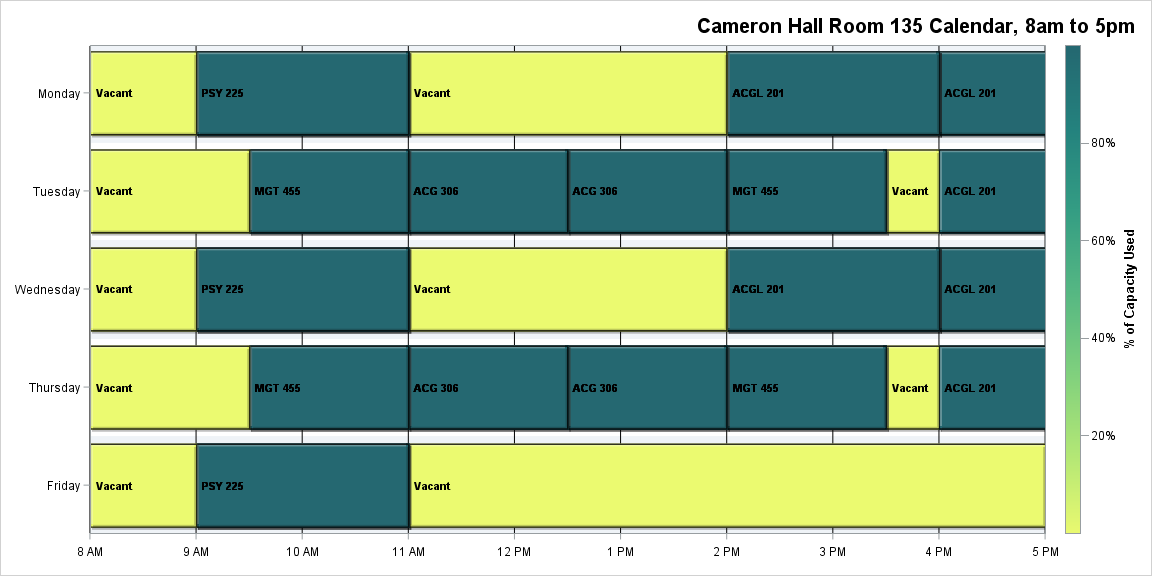 Cameron Hall Room 135 Calendar, 8am to 5pm
Monday Vacant PSY 225 Vacant ACGL 201 ACGL 201
80%
Tuesday Vacant MGT 455 ACG 306 ACG 306 MGT 455 Vacant ACGL 201
60%
% of Capacity Used
Wednesday Vacant PSY 225 Vacant ACGL 201 ACGL 201
40%
Thursday Vacant MGT 455 ACG 306 ACG 306 MGT 455 Vacant ACGL 201
20%
Friday Vacant PSY 225 Vacant
8 AM 9 AM 10 AM 11 AM 12 PM 1 PM 2 PM 3 PM 4 PM 5 PM